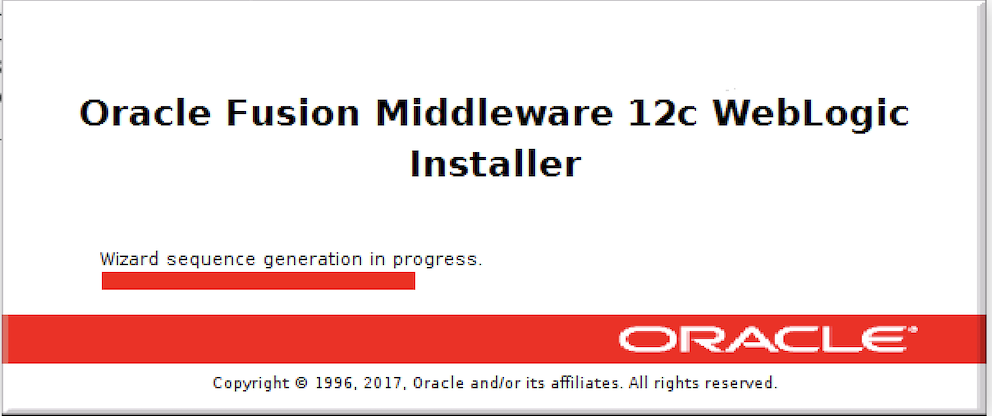 Oracle Fusion Middleware 12c WebLogic
Installer
Wizard sequence generation in progress.
ORACLE®
Copyright © 1996, 2017, Oracle and/or its affiliates. All rights reserved.